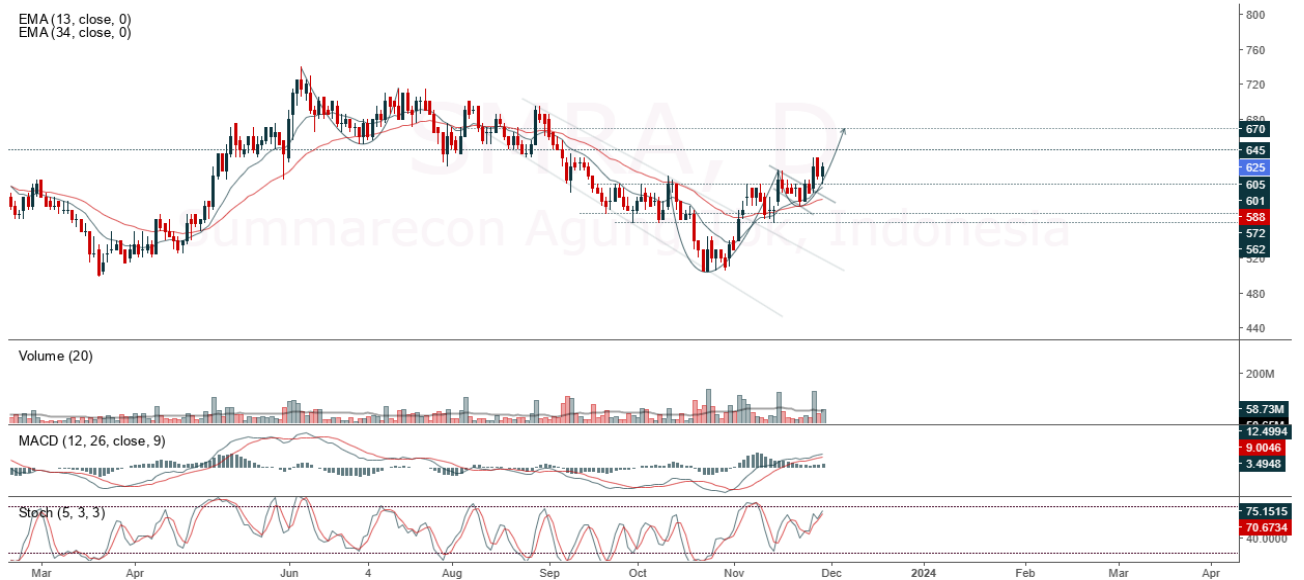 EMA (13, close, 0)
EMA (34, close, 0)
SMRA, D
Summarecon Agung Tbk, Indonesia
800
760
720
680
670
645
625
605
601
588
572
562
520
480
440
Volume (20)
200M
58.73M
MACD (12, 26, close, 9)
12.4994
9.0046
3.4948
Stoch (5, 3, 3)
75.1515
70.6734
40.0000
Mar Apr Jun 4 Aug Sep Oct Nov Dec 2024 Feb Mar Apr